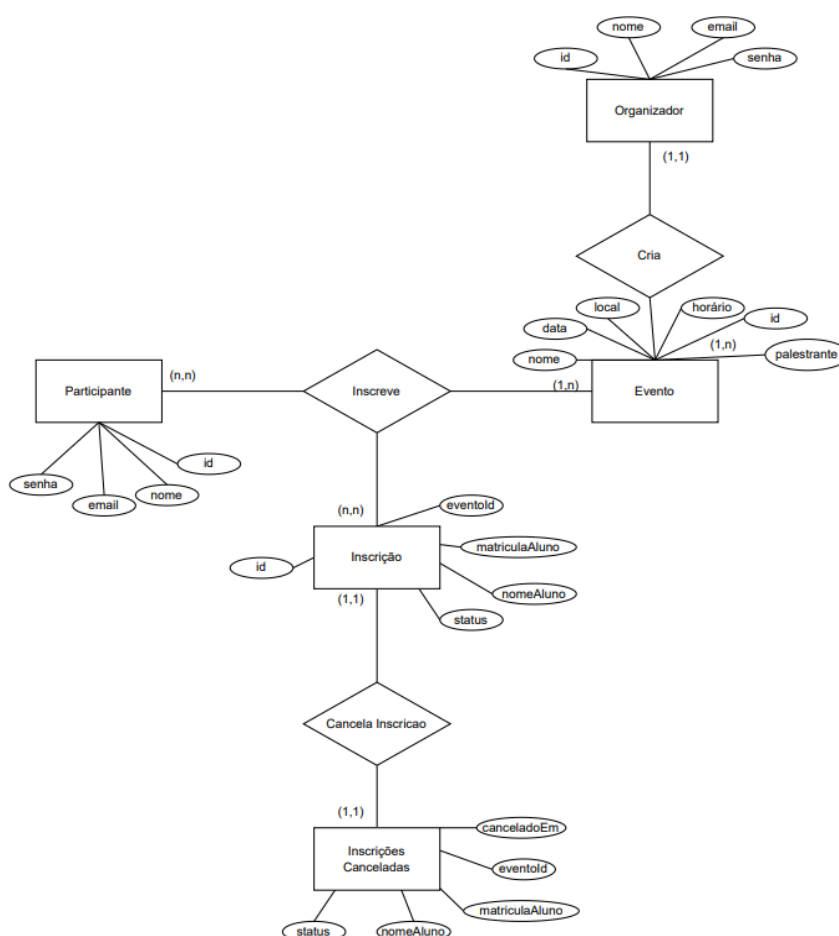 nome
email
id
senha
Organizador
(1,1)
Cria
local
horário
id
data
(1,n)
palestrante
nome
Participante
(n,n)
Inscreve
(1,n)
Evento
id
senha
nome
email
(n,n)
eventoId
matriculaAluno
Inscrição
id
nomeAluno
(1,1)
status
Cancela Inscricao
(1,1)
canceladoEm
Inscrições
Canceladas
eventoId
matriculaAluno
status
nomeAluno